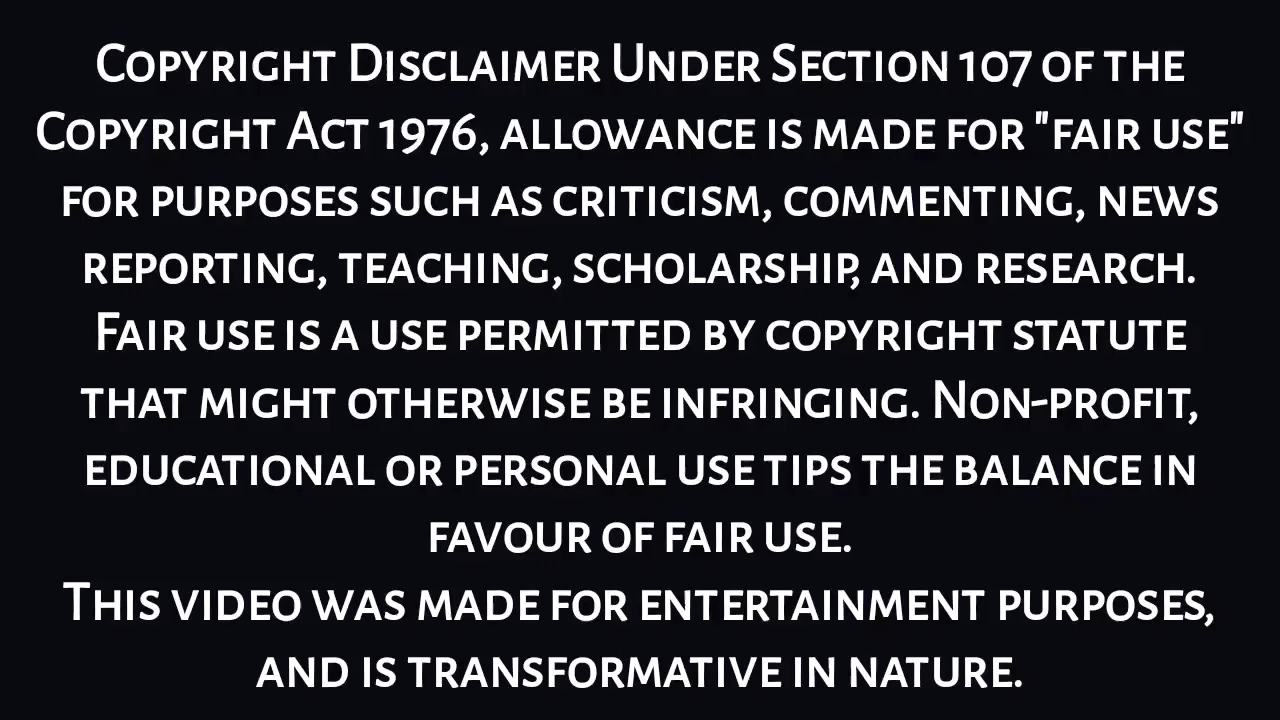 Copyright Disclaimer Under Section 107 of the
Copyright Act 1976, allowance is made for "fair use"
for purposes such as criticism, commenting, news
reporting, teaching, scholarship, and research.
Fair use is a use permitted by copyright statute
that might otherwise be infringing. Non-profit,
educational or personal use tips the balance in
favour of fair use.
This video was made for entertainment purposes,
and is transformative in nature.